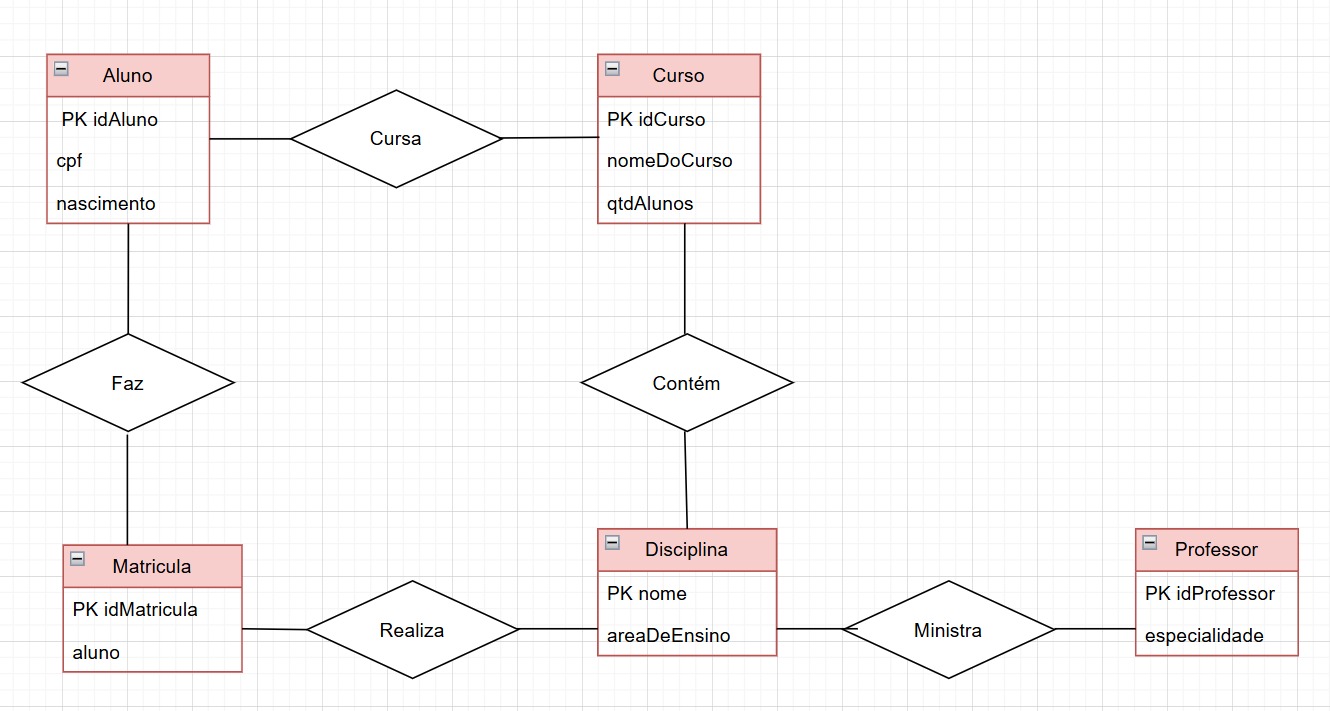 Aluno
PK idAluno
cpf
nascimento
Cursa
Curso
PK idCurso
nomeDoCurso
qtdAlunos
Faz
Contém
Matricula
PK idMatricula
aluno
Realiza
Disciplina
PK nome
areaDeEnsino
Ministra
Professor
PK idProfessor
especialidade